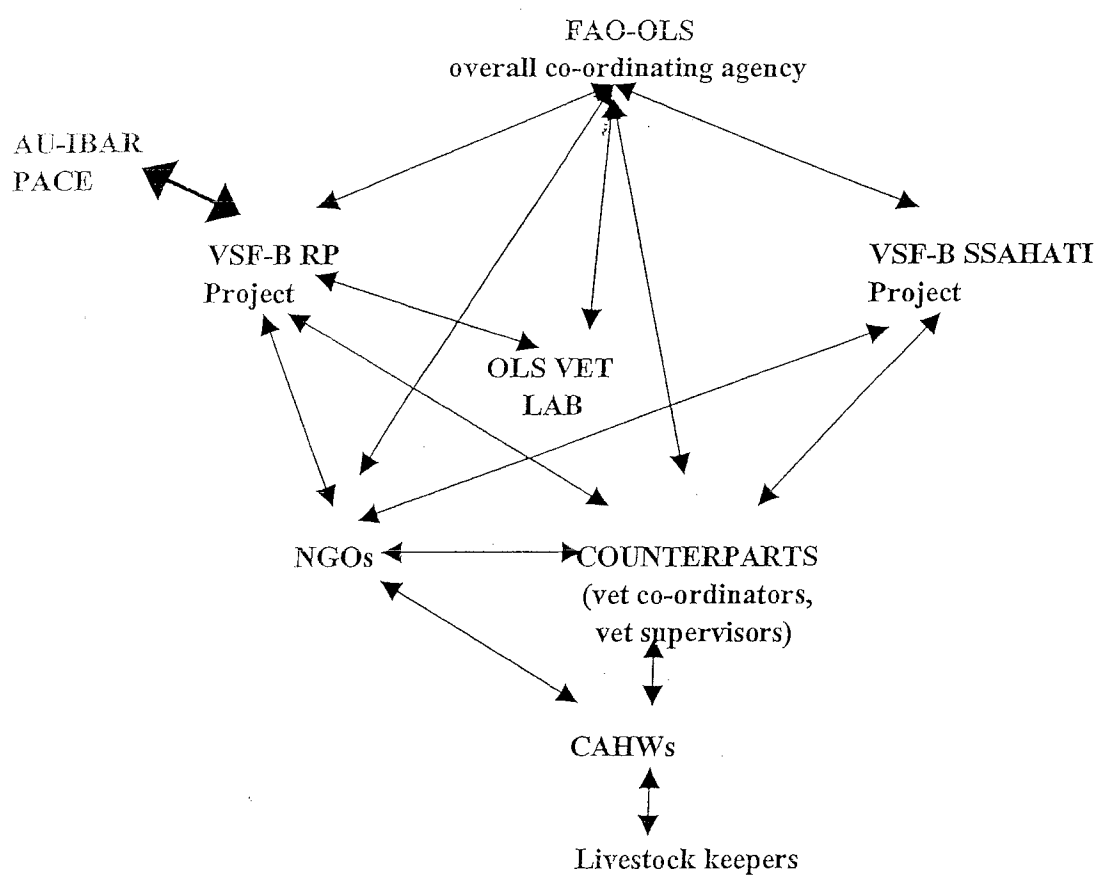 FAO-OLS
overall co-ordinating agency
AU-IBAR
PACE
VSF-B RP
Project
VSF-B SSAHATI
Project
OLS VET
LAB
NGOs
COUNTERPARTS
(vet co-ordinators,
vet supervisors)
CAHWs
Livestock keepers